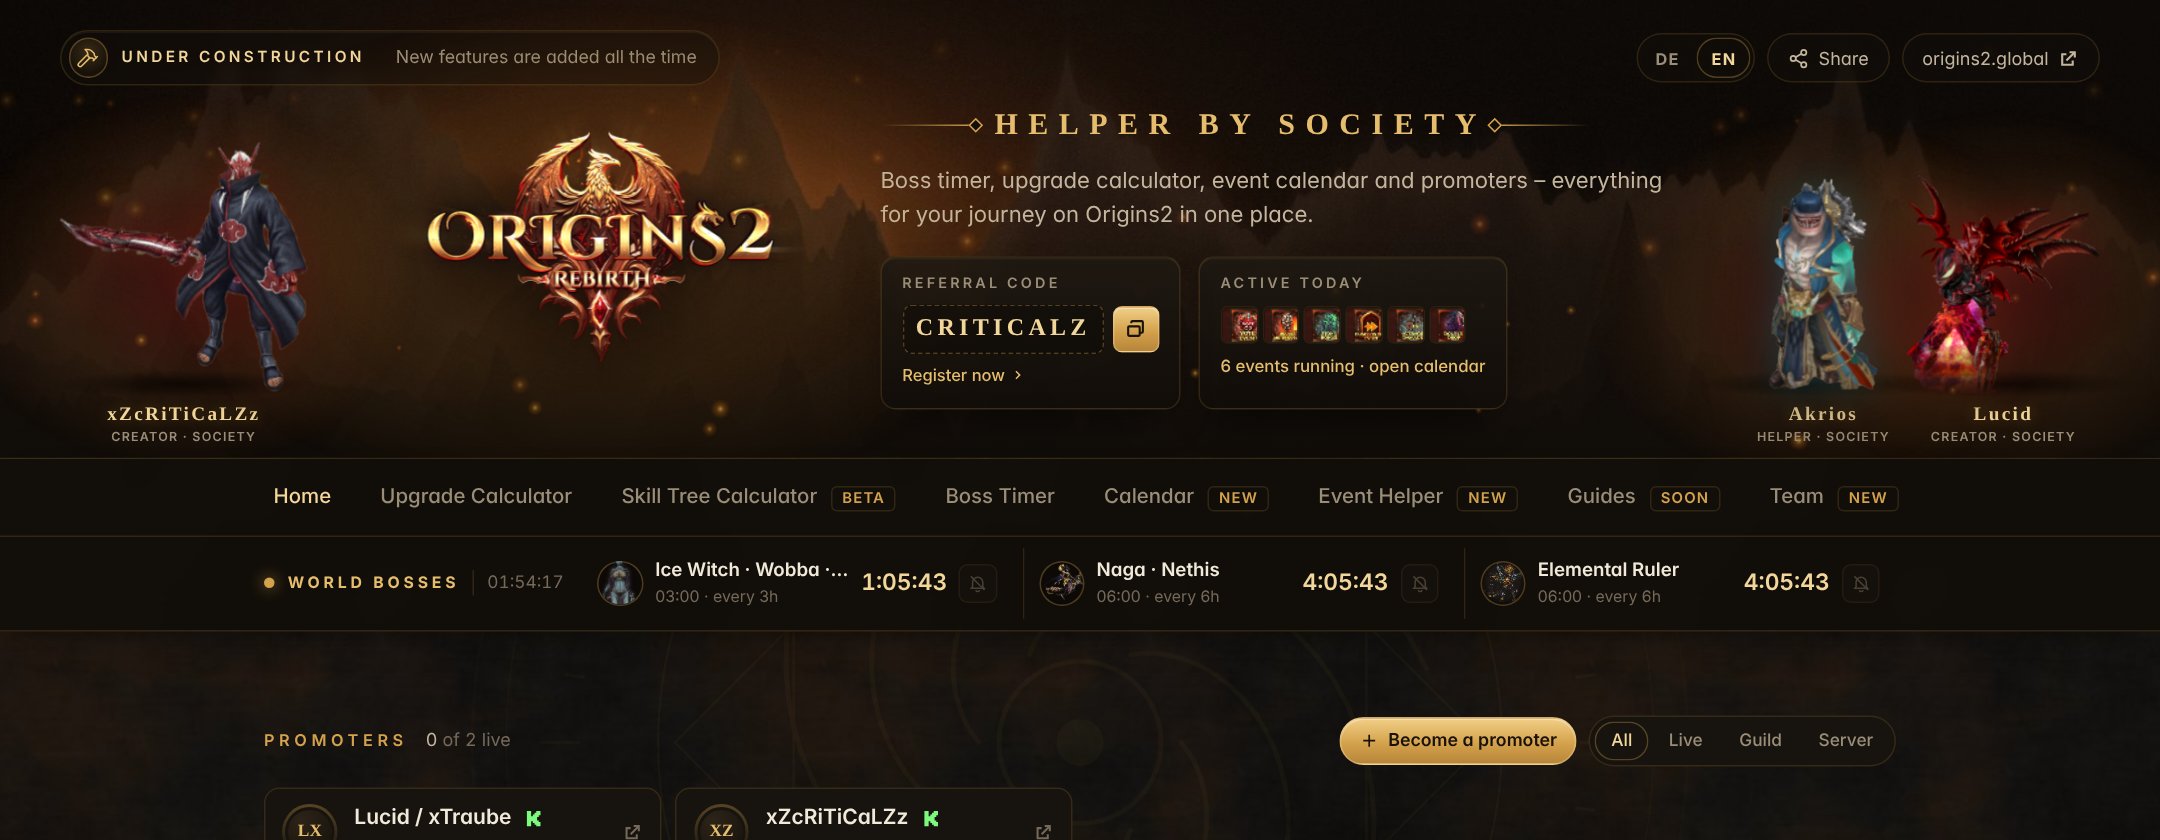 UNDER CONSTRUCTION New features are added all the time
DE EN Share origins2.global
HELPER BY SOCIETY
Boss timer, upgrade calculator, event calendar and promoters – everything
for your journey on Origins2 in one place.
ORIGINS2
REBIRTH
REFERRAL CODE
CRITICALZ
Register now
ACTIVE TODAY
6 events running · open calendar
xZcRiTiCaLZz
CREATOR · SOCIETY
Akrios
HELPER · SOCIETY
Lucid
CREATOR · SOCIETY
Home Upgrade Calculator Skill Tree Calculator BETA Boss Timer Calendar NEW Event Helper NEW Guides SOON Team NEW
WORLD BOSSES 01:54:17
Ice Witch · Wobba ·... 1:05:43
03:00 · every 3h
Naga · Nethis 4:05:43
06:00 · every 6h
Elemental Ruler 4:05:43
06:00 · every 6h
PROMOTERS 0 of 2 live
+ Become a promoter All Live Guild Server
LX Lucid / xTraube K
XZ xZcRiTiCaLZz K